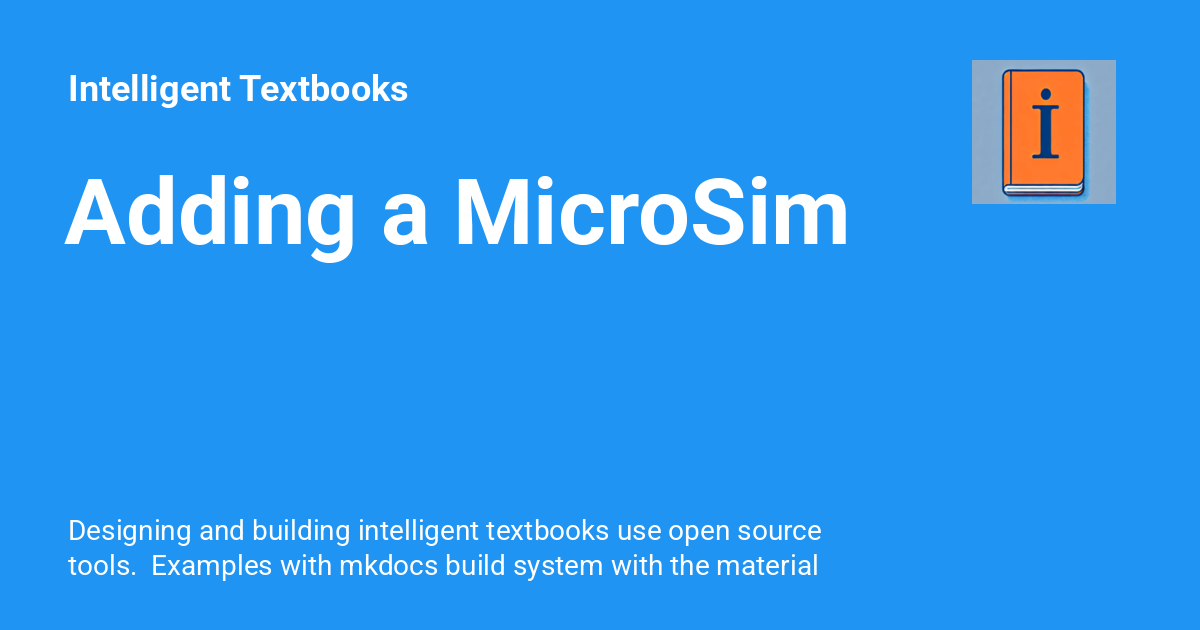 Intelligent Textbooks
i
Adding a MicroSim
Designing and building intelligent textbooks use open source
tools.  Examples with mkdocs build system with the material